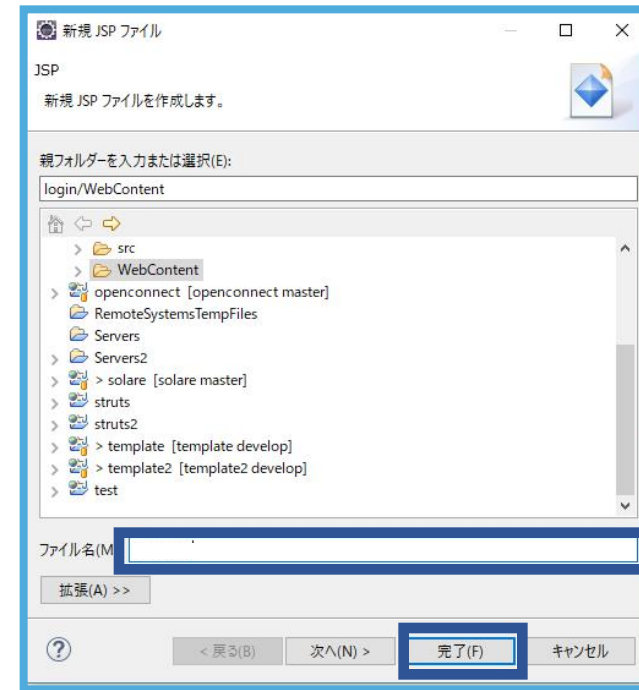 新規 JSP ファイル
JSP
新規 JSP ファイルを作成します。
親フォルダーを入力または選択(E):
login/WebContent
src
WebContent
openconnect [openconnect master]
RemoteSystemsTempFiles
Servers
Servers2
> solare [solare master]
struts
struts2
> template [template develop]
> template2 [template2 develop]
test
ファイル名(M
拡張(A) >>
< 戻る(B) 次へ(N) > 完了(F) キャンセル